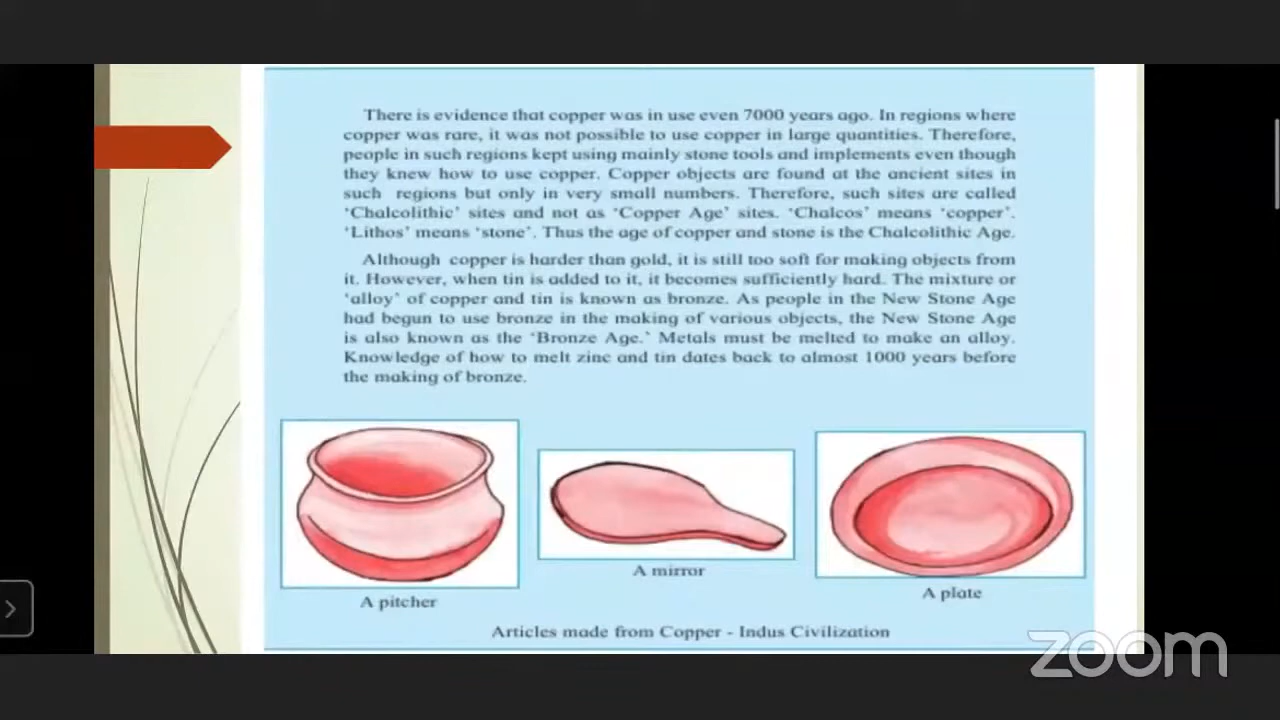 There is evidence that copper was in use even 7000 years ago. In regions where
copper was rare, it was not possible to use copper in large quantities. Therefore,
people in such regions kept using mainly stone tools and implements even though
they knew how to use copper. Copper objects are found at the ancient sites in
such regions but only in very small numbers. Therefore, such sites are called
‘Chalcolithic’ sites and not as ‘Copper Age’ sites. ‘Chalcos’ means ‘copper’.
‘Lithos’ means ‘stone’. Thus the age of copper and stone is the Chalcolithic Age.
Although copper is harder than gold, it is still too soft for making objects from
it. However, when tin is added to it, it becomes sufficiently hard. The mixture or
‘alloy’ of copper and tin is known as bronze. As people in the New Stone Age
had begun to use bronze in the making of various objects, the New Stone Age
is also known as the ‘Bronze Age.’ Metals must be melted to make an alloy.
Knowledge of how to melt zinc and tin dates back to almost 1000 years before
the making of bronze.
A pitcher
A mirror
A plate
Articles made from Copper - Indus Civilization
zoom